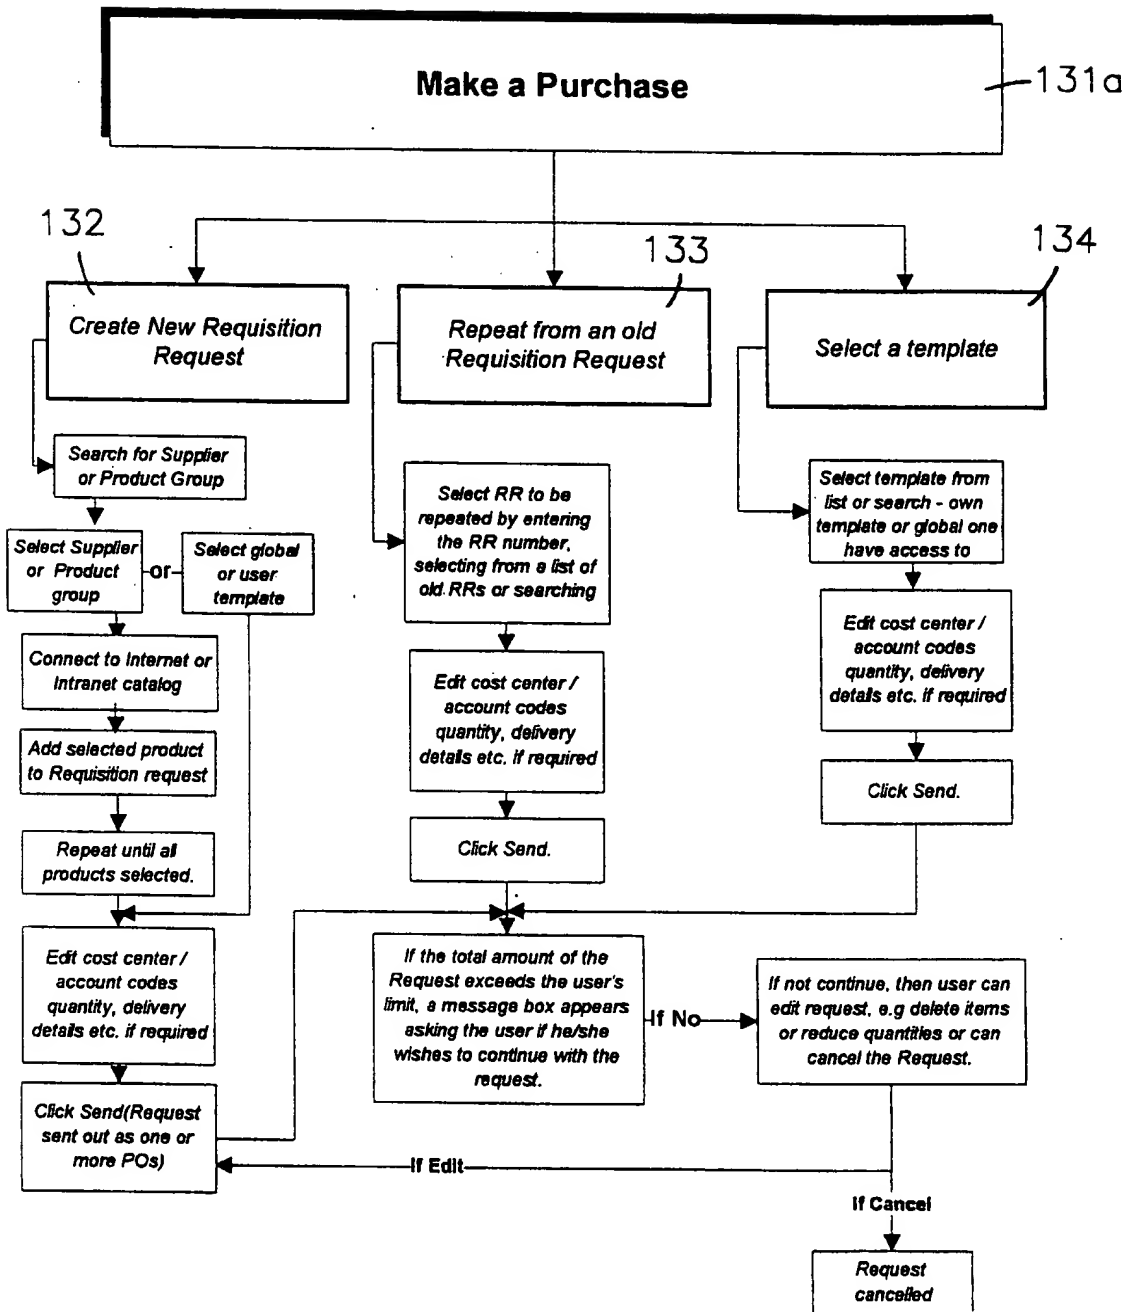 Make a Purchase
131a
132
133
134
Create New Requisition
Request
Repeat from an old
Requisition Request
Select a template
Search for Supplier
or Product Group
Select Supplier
or Product
group
or
Select global
or user
template
Connect to Internet or
Intranet catalog
Add selected product
to Requisition request
Repeat until all
products selected.
Edit cost center /
account codes
quantity, delivery
details etc. if required
Click Send(Request
sent out as one or
more POs)
Select RR to be
repeated by entering
the RR number,
selecting from a list of
old RRs or searching
Edit cost center /
account codes
quantity, delivery
details etc. if required
Click Send.
Select template from
list or search - own
template or global one
have access to
Edit cost center /
account codes
quantity, delivery
details etc. if required
Click Send.
If the total amount of the
Request exceeds the user's
limit, a message box appears
asking the user if he/she
wishes to continue with the
request.
If No
If not continue, then user can
edit request, e.g delete items
or reduce quantities or can
cancel the Request.
If Edit
If Cancel
Request
cancelled